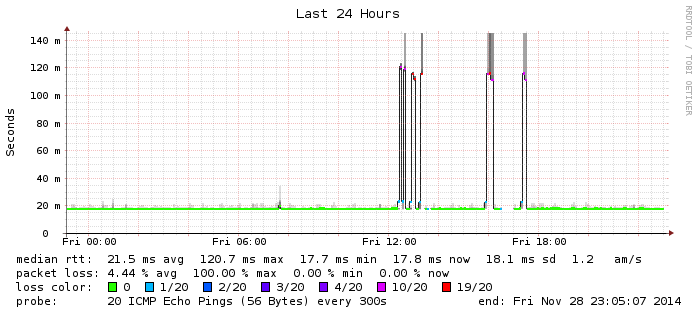 Last 24 Hours
RRDTOOL / TOBI OETIKER
Seconds
140 m
120 m
100 m
80 m
60 m
40 m
20 m
0
Fri 00:00 Fri 06:00 Fri 12:00 Fri 18:00
median rtt: 21.5 ms avg 120.7 ms max 17.7 ms min 17.8 ms now 18.1 ms sd 1.2 am/s
packet loss: 4.44 % avg 100.00 % max 0.00 % min 0.00 % now
loss color: 0 1/20 2/20 3/20 4/20 10/20 19/20
probe: 20 ICMP Echo Pings (56 Bytes) every 300s end: Fri Nov 28 23:05:07 2014